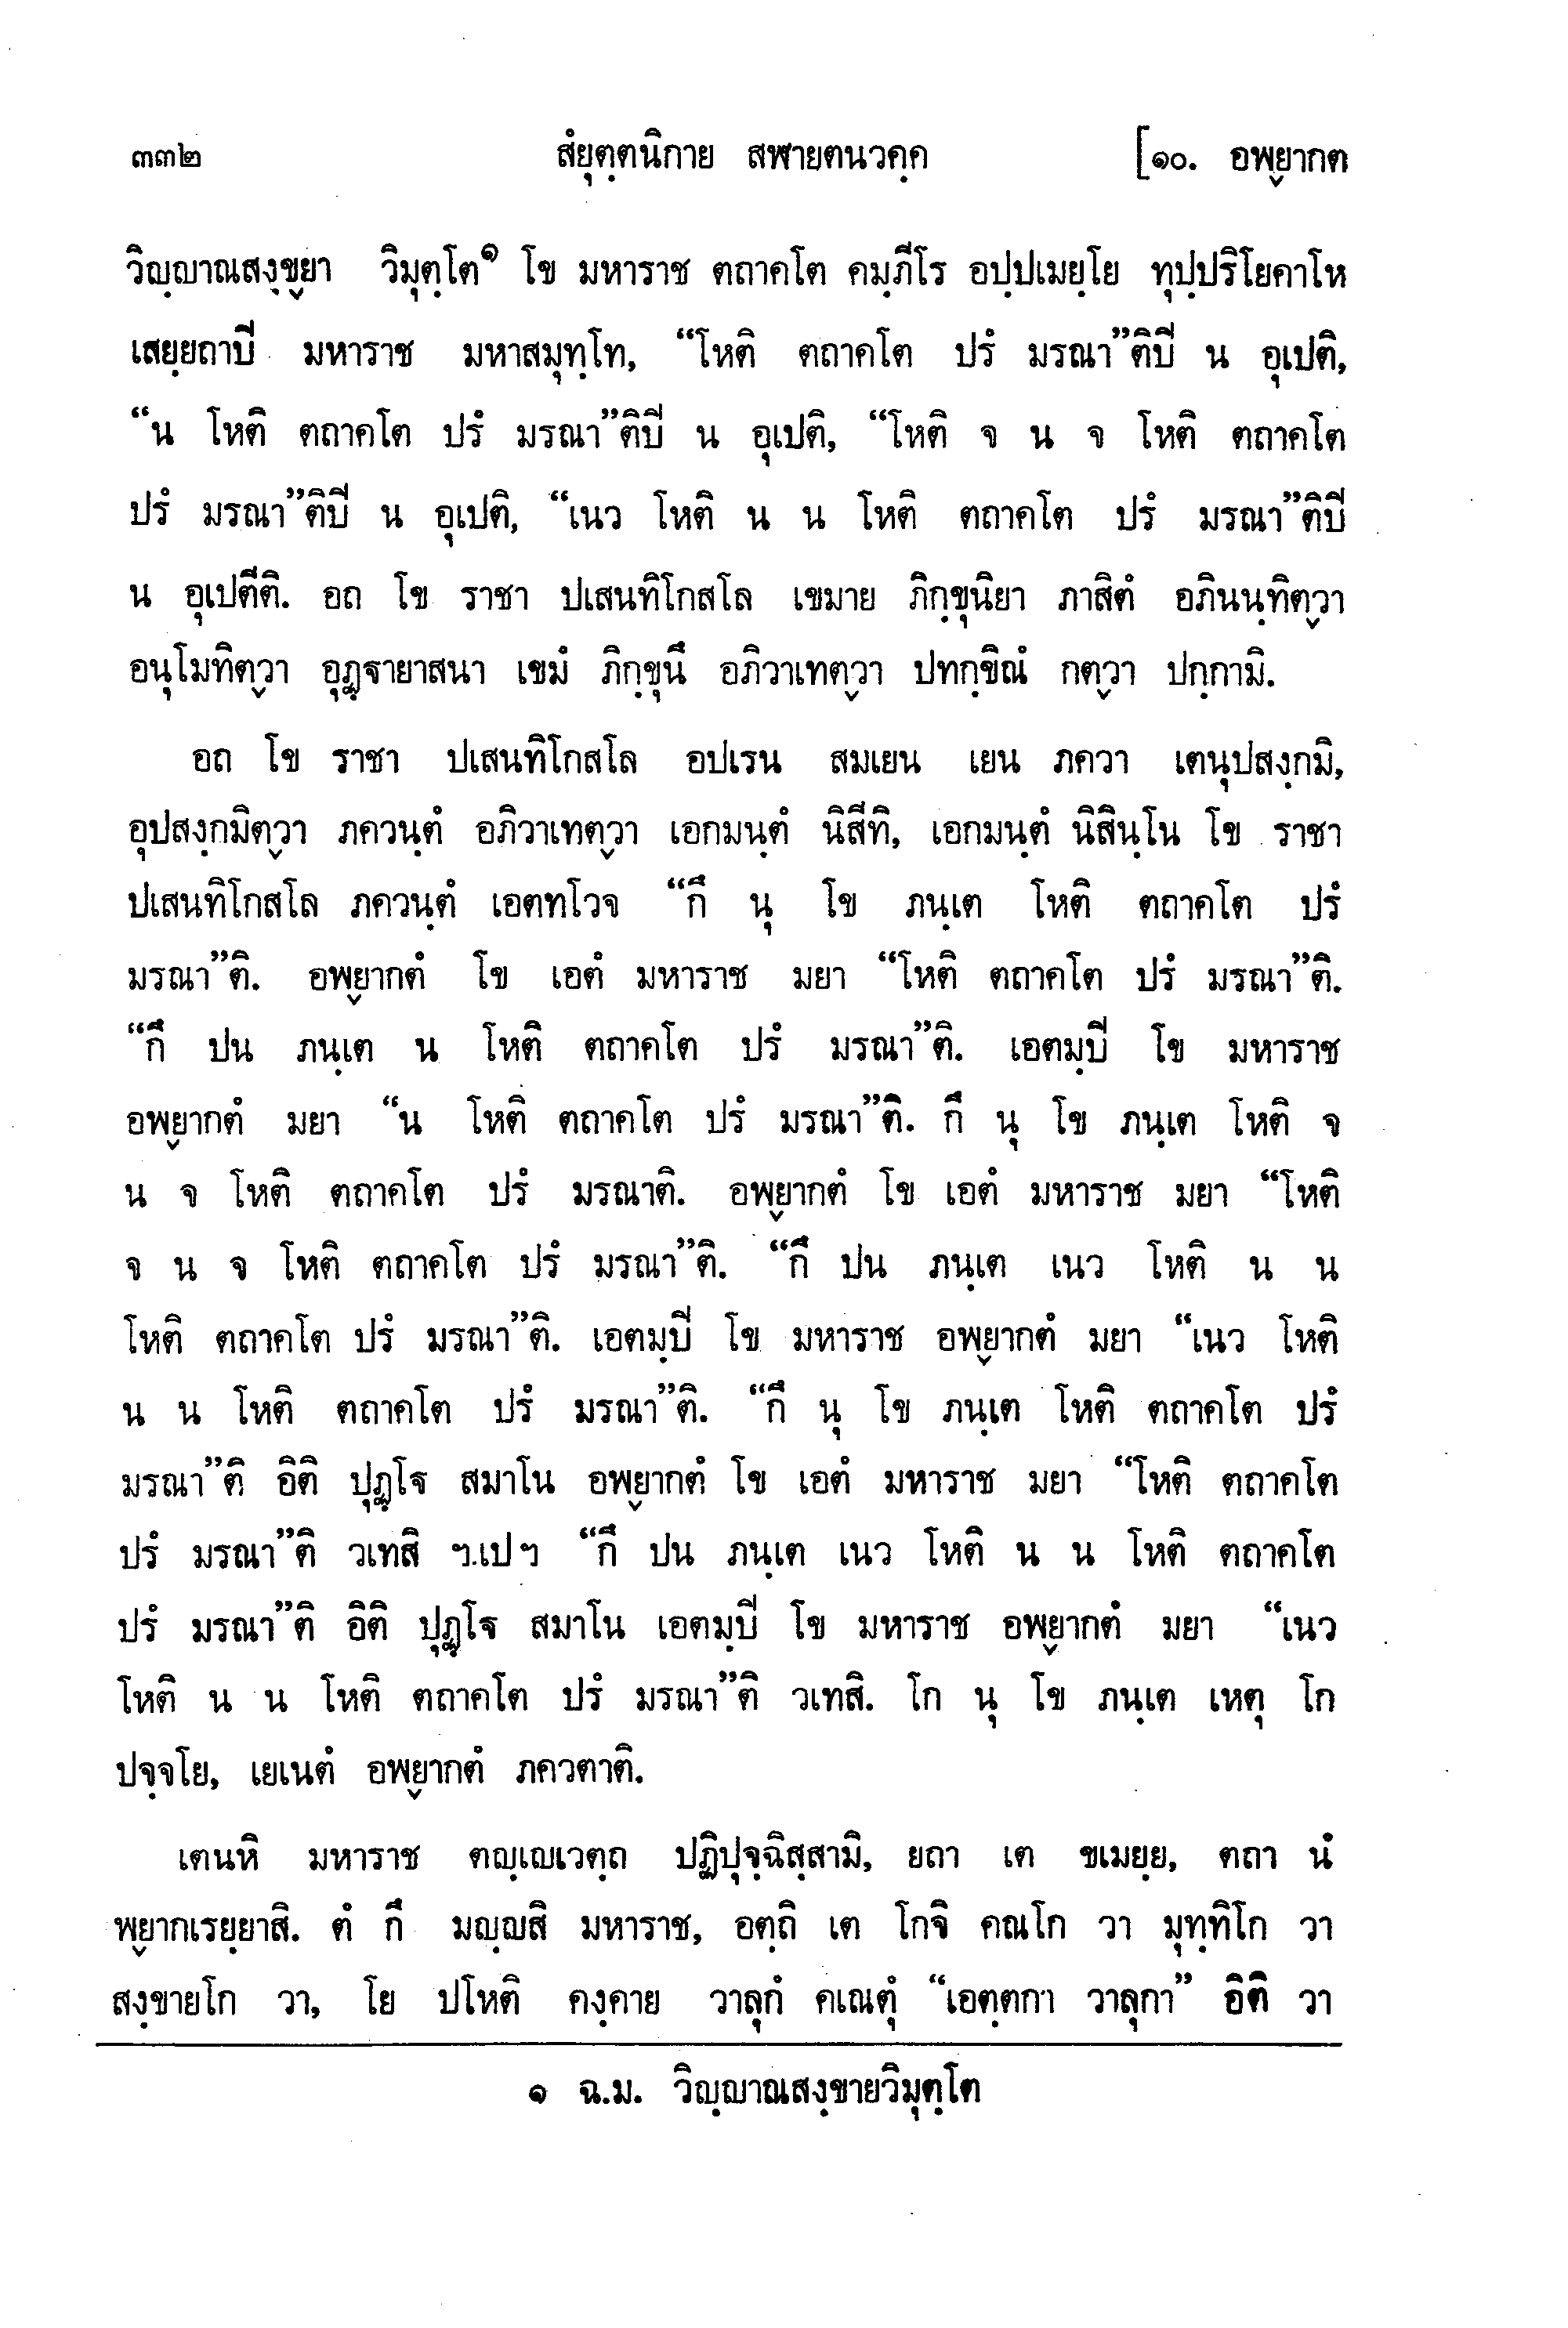 ๓๓๒ สํยุตฺตนิกาย สฬายตนวคฺค [๑๐. อพฺยากต
วิญฺญาณสงฺขฺยา วิมุตฺโต๑ โข มหาราช ตถาคโต คมฺภีโร อปฺปเมยฺโย ทุปฺปริโยคาโห
เสยฺยถาปี มหาราช มหาสมุทฺโท, “โหติ ตถาคโต ปรํ มรณา”ติปี น อุเปติ,
“น โหติ ตถาคโต ปรํ มรณา”ติปี น อุเปติ, “โหติ จ น จ โหติ ตถาคโต
ปรํ มรณา”ติปี น อุเปติ, “เนว โหติ น น โหติ ตถาคโต ปรํ มรณา”ติปี
น อุเปตีติ. อถ โข ราชา ปเสนทิโกสโล เขมาย ภิกฺขุนิยา ภาสิตํ อภินนฺทิตฺวา
อนุโมทิตฺวา อุฏฺฐายาสนา เขมํ ภิกฺขุนึ อภิวาเทตฺวา ปทกฺขิณํ กตฺวา ปกฺกามิ.
อถ โข ราชา ปเสนทิโกสโล อปเรน สมเยน เยน ภควา เตนุปสงฺกมิ,
อุปสงฺกมิตฺวา ภควนฺตํ อภิวาเทตฺวา เอกมนฺตํ นิสีทิ, เอกมนฺตํ นิสินฺโน โข ราชา
ปเสนทิโกสโล ภควนฺตํ เอตทโวจ “กึ นุ โข ภนฺเต โหติ ตถาคโต ปรํ
มรณา”ติ. อพฺยากตํ โข เอตํ มหาราช มยา “โหติ ตถาคโต ปรํ มรณา”ติ.
“กึ ปน ภนฺเต น โหติ ตถาคโต ปรํ มรณา”ติ. เอตมฺปี โข มหาราช
อพฺยากตํ มยา “น โหติ ตถาคโต ปรํ มรณา”ติ. กึ นุ โข ภนฺเต โหติ จ
น จ โหติ ตถาคโต ปรํ มรณาติ. อพฺยากตํ โข เอตํ มหาราช มยา “โหติ
จ น จ โหติ ตถาคโต ปรํ มรณา”ติ. “กึ ปน ภนฺเต เนว โหติ น น
โหติ ตถาคโต ปรํ มรณา”ติ. เอตมฺปี โข มหาราช อพฺยากตํ มยา “เนว โหติ
น น โหติ ตถาคโต ปรํ มรณา”ติ. “กึ นุ โข ภนฺเต โหติ ตถาคโต ปรํ
มรณา”ติ อิติ ปุฏฺโฐ สมาโน อพฺยากตํ โข เอตํ มหาราช มยา “โหติ ตถาคโต
ปรํ มรณา”ติ วเทสิ ฯเปฯ “กึ ปน ภนฺเต เนว โหติ น น โหติ ตถาคโต
ปรํ มรณา”ติ อิติ ปุฏฺโฐ สมาโน เอตมฺปี โข มหาราช อพฺยากตํ มยา “เนว
โหติ น น โหติ ตถาคโต ปรํ มรณา”ติ วเทสิ. โก นุ โข ภนฺเต เหตุ โก
ปจฺจโย, เยเนตํ อพฺยากตํ ภควตาติ.
เตนหิ มหาราช ตญฺเญเวตฺถ ปฏิปุจฺฉิสฺสามิ, ยถา เต ขเมยฺย, ตถา นํ
พฺยากเรยฺยาสิ. ตํ กึ มญฺญสิ มหาราช, อตฺถิ เต โกจิ คณโก วา มุทฺทิโก วา
สงฺขายโก วา, โย ปโหติ คงฺคาย วาลุกํ คเณตุํ “เอตฺตกา วาลุกา” อิติ วา
๑ ฉ.ม. วิญฺญาณสงฺขายวิมุตฺโต